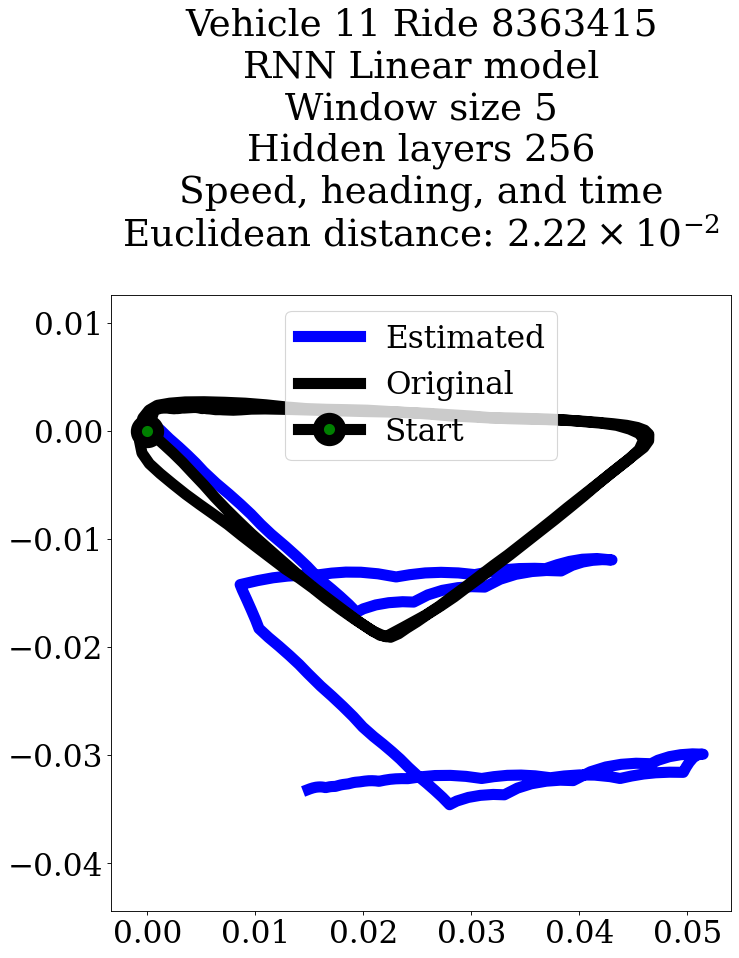 Vehicle 11 Ride 8363415
RNN Linear model
Window size 5
Hidden layers 256
Speed, heading, and time
Euclidean distance: 2.22 × 10⁻²
Estimated
Original
Start
0.01
0.00
−0.01
−0.02
−0.03
−0.04
0.00 0.01 0.02 0.03 0.04 0.05